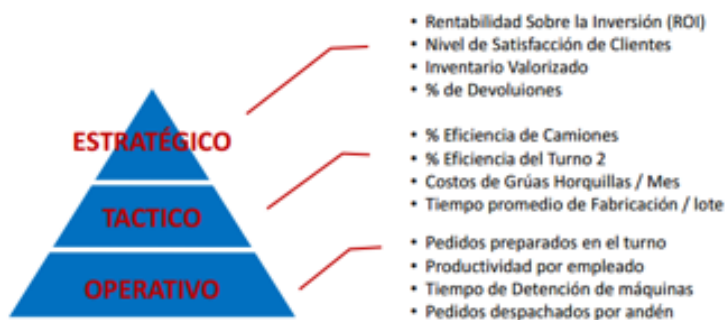 • Rentabilidad Sobre la Inversión (ROI)
• Nivel de Satisfacción de Clientes
• Inventario Valorizado
• % de Devoluiones
ESTRATÉGICO
• % Eficiencia de Camiones
• % Eficiencia del Turno 2
• Costos de Grúas Horquillas / Mes
• Tiempo promedio de Fabricación / lote
TACTICO
• Pedidos preparados en el turno
• Productividad por empleado
• Tiempo de Detención de máquinas
• Pedidos despachados por andén
OPERATIVO